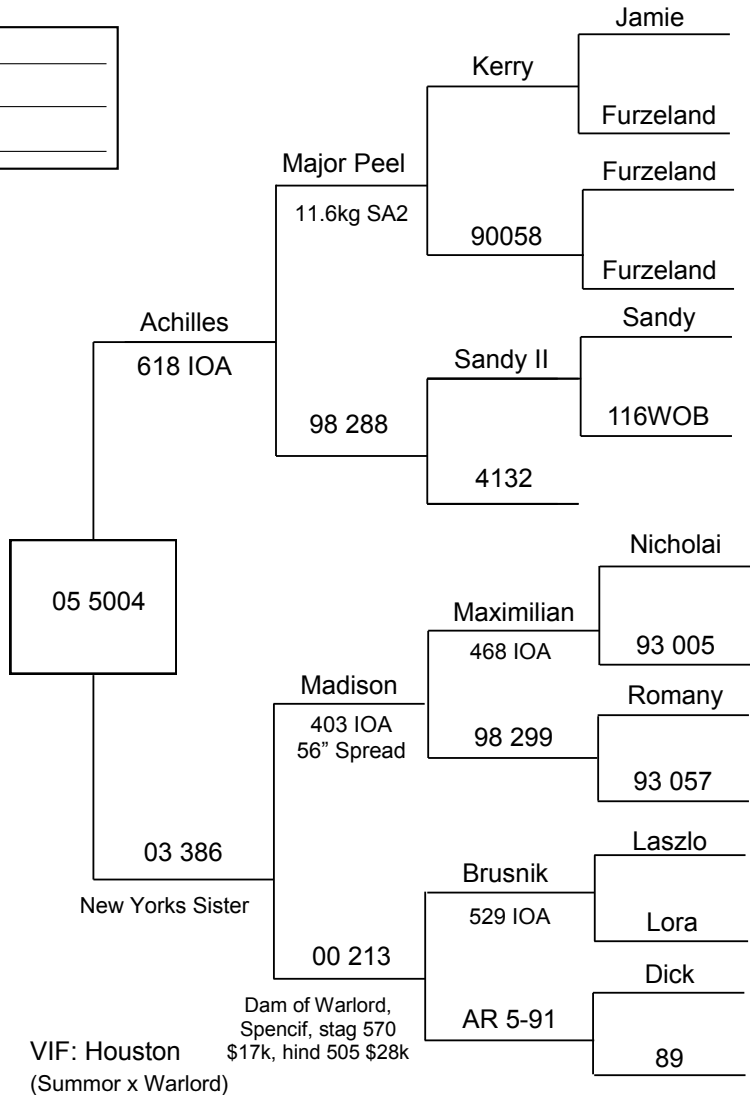 Jamie
Kerry
Furzeland
Major Peel
Furzeland
11.6kg SA2
90058
Furzeland
Achilles
Sandy
618 IOA
Sandy II
98 288
116WOB
4132
Nicholai
05 5004
Maximilian
468 IOA
93 005
Madison
Romany
403 IOA
56” Spread
98 299
93 057
03 386
Laszlo
Brusnik
New Yorks Sister
529 IOA
Lora
00 213
Dick
Dam of Warlord,
Spencif, stag 570
$17k, hind 505 $28k
AR 5-91
89
VIF: Houston
(Summor x Warlord)